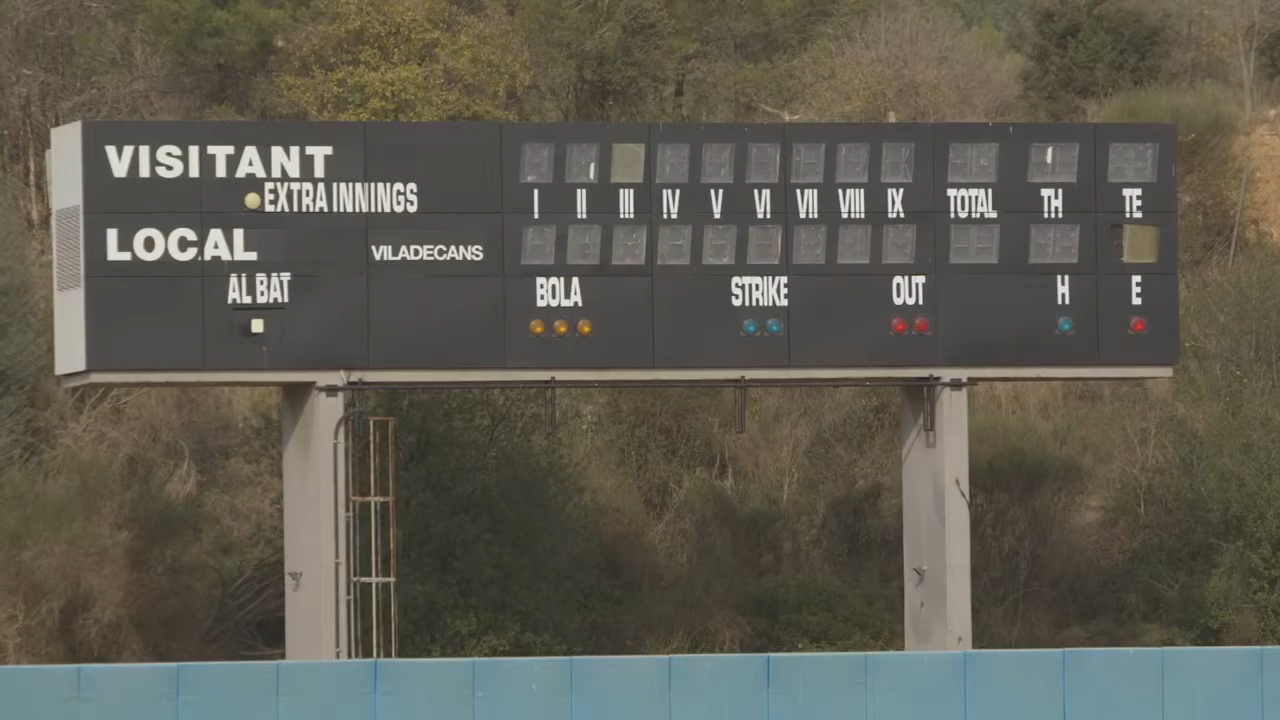 VISITANT
EXTRA INNINGS
I II III IV V VI VII VIII IX TOTAL TH TE
LOCAL VILADECANS
AL BAT BOLA STRIKE OUT H E